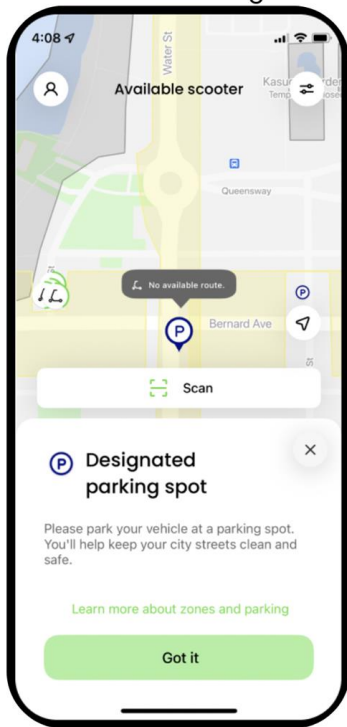 4:08
Water St
Available scooter
Queensway
No available route.
P
P
Bernard Ave
St
Scan
P
Designated
parking spot
Please park your vehicle at a parking spot.
You'll help keep your city streets clean and
safe.
Learn more about zones and parking
Got it